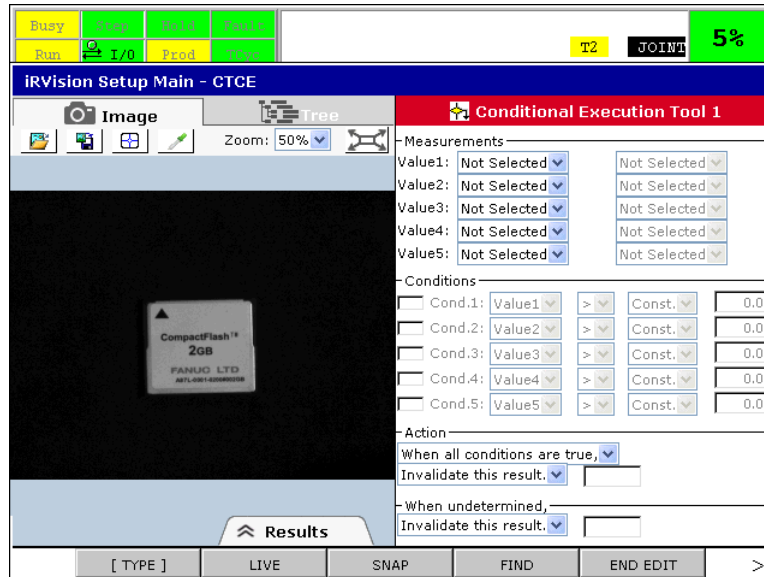 Busy Step Hold Fault
Run I/O Prod TCyc T2 JOINT 5%
iRVision Setup Main - CTCE
Image Tree Conditional Execution Tool 1
Zoom: 50%
Measurements
Value1: Not Selected Not Selected
Value2: Not Selected Not Selected
Value3: Not Selected Not Selected
Value4: Not Selected Not Selected
Value5: Not Selected Not Selected
Conditions
Cond.1: Value1 > Const. 0.0
Cond.2: Value2 > Const. 0.0
Cond.3: Value3 > Const. 0.0
Cond.4: Value4 > Const. 0.0
Cond.5: Value5 > Const. 0.0
CompactFlash™
2GB
FANUC LTD
Action
When all conditions are true,
Invalidate this result.
When undetermined,
Invalidate this result.
Results
[ TYPE ] LIVE SNAP FIND END EDIT >